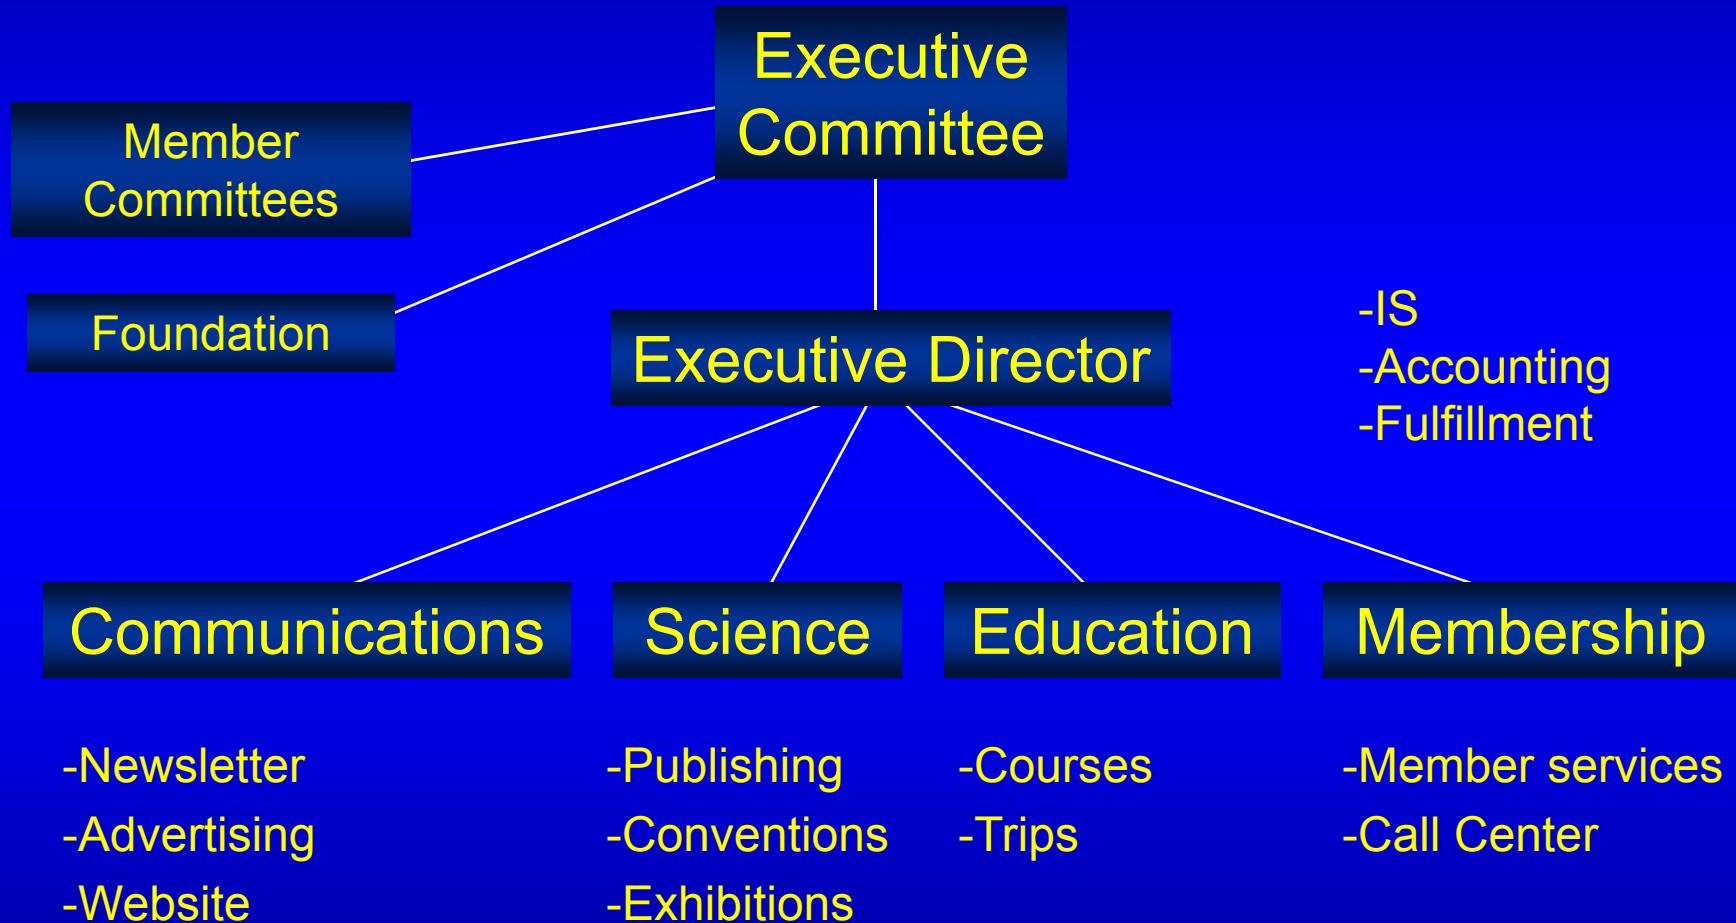 Executive
Committee
Member
Committees
Foundation
Executive Director
-IS
-Accounting
-Fulfillment
Communications
Science
Education
Membership
-Newsletter
-Advertising
-Website
-Publishing
-Conventions
-Exhibitions
-Courses
-Trips
-Member services
-Call Center